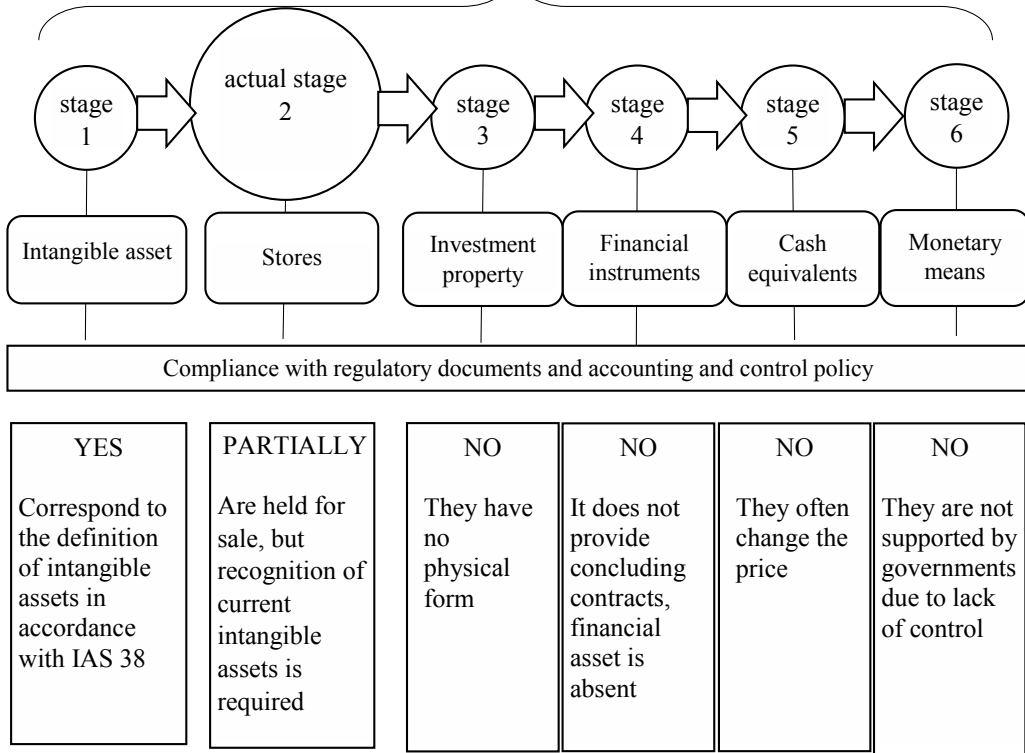 stage
1
actual stage
2
stage
3
stage
4
stage
5
stage
6
Intangible asset
Stores
Investment
property
Financial
instruments
Cash
equivalents
Monetary
means
Compliance with regulatory documents and accounting and control policy
YES
Correspond to
the definition
of intangible
assets in
accordance
with IAS 38
PARTIALLY
Are held for
sale, but
recognition of
current
intangible
assets is
required
NO
They have
no
physical
form
NO
It does not
provide
concluding
contracts,
financial
asset is
absent
NO
They often
change the
price
NO
They are not
supported by
governments
due to lack
of control